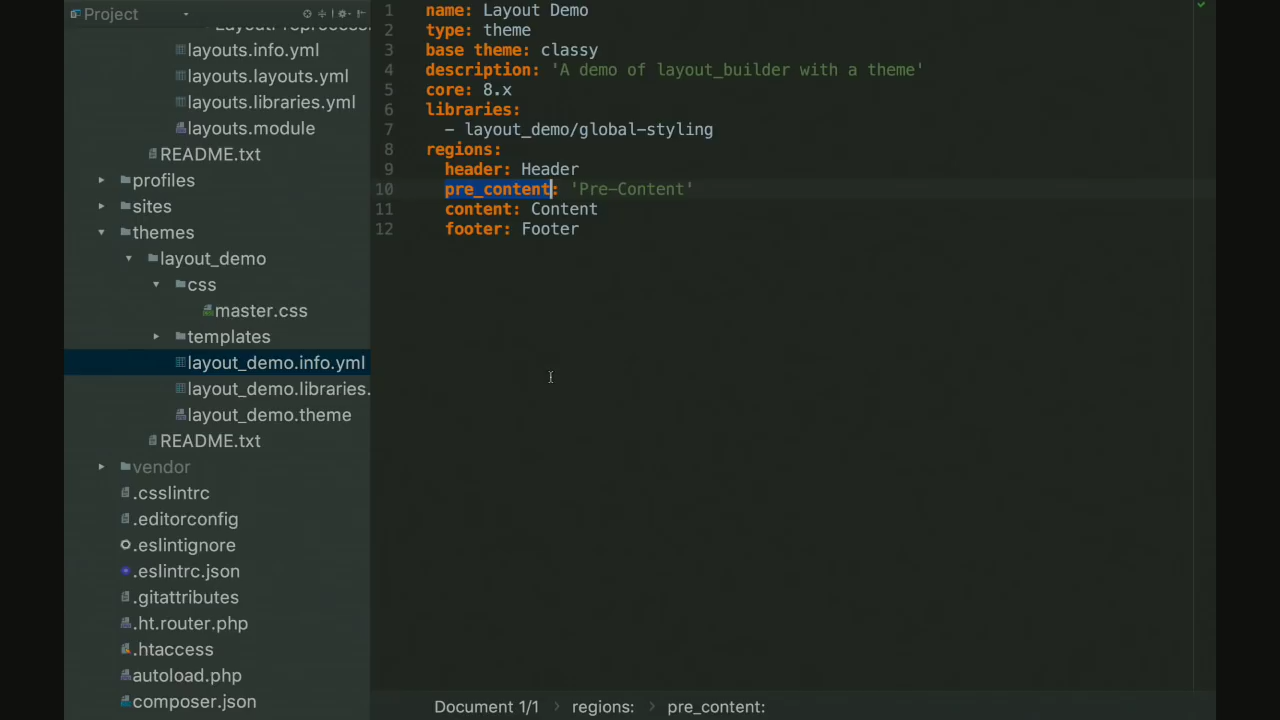 Project
layouts.info.yml
layouts.layouts.yml
layouts.libraries.yml
layouts.module
README.txt
profiles
sites
themes
layout_demo
css
master.css
templates
layout_demo.info.yml
layout_demo.libraries.
layout_demo.theme
README.txt
vendor
.csslintrc
.editorconfig
.eslintignore
.eslintrc.json
.gitattributes
.ht.router.php
.htaccess
autoload.php
composer.json
1 name: Layout Demo
2 type: theme
3 base theme: classy
4 description: 'A demo of layout_builder with a theme'
5 core: 8.x
6 libraries:
7 - layout_demo/global-styling
8 regions:
9 header: Header
10 pre_content: 'Pre-Content'
11 content: Content
12 footer: Footer
Document 1/1 › regions: › pre_content: